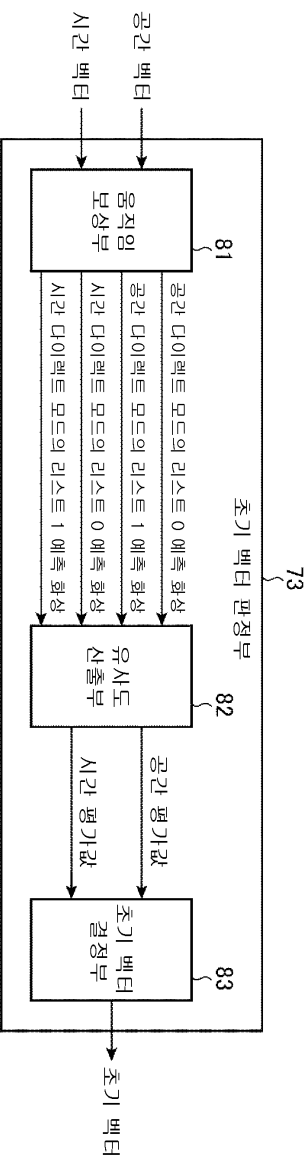 73
초기 벡터 판정부
공간 벡터
시간 벡터
81
움직임
보상부
공간 다이렉트 모드의 리스트 0 예측 화상
공간 다이렉트 모드의 리스트 1 예측 화상
시간 다이렉트 모드의 리스트 0 예측 화상
시간 다이렉트 모드의 리스트 1 예측 화상
82
유사도
산출부
공간 평가값
시간 평가값
83
초기 벡터
결정부
초기 벡터